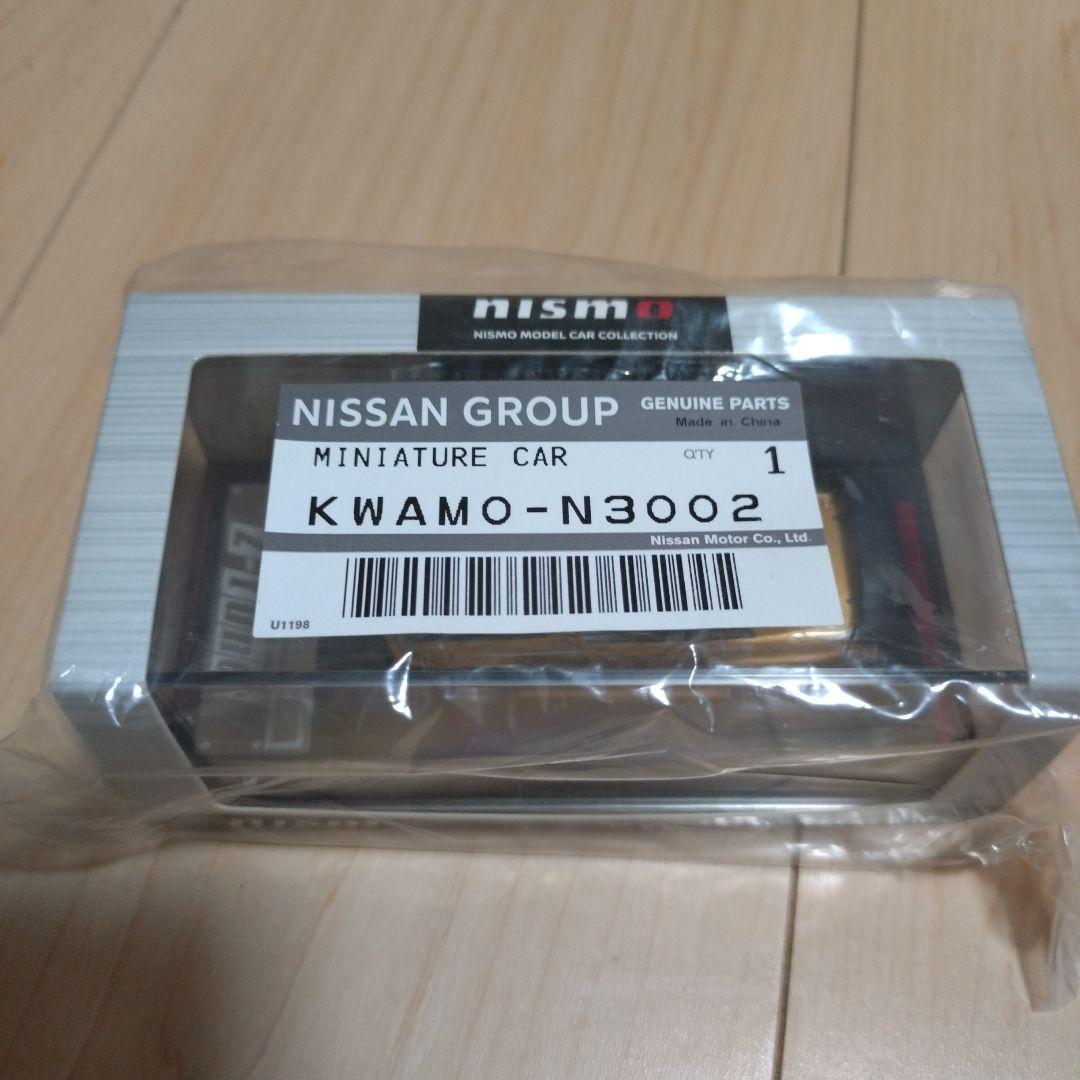 nismo
NISMO MODEL CAR COLLECTION
NISSAN GROUP
GENUINE PARTS
Made in China
MINIATURE CAR
Q'TY 1
KWAMO-N3002
Nissan Motor Co., Ltd.
U1198